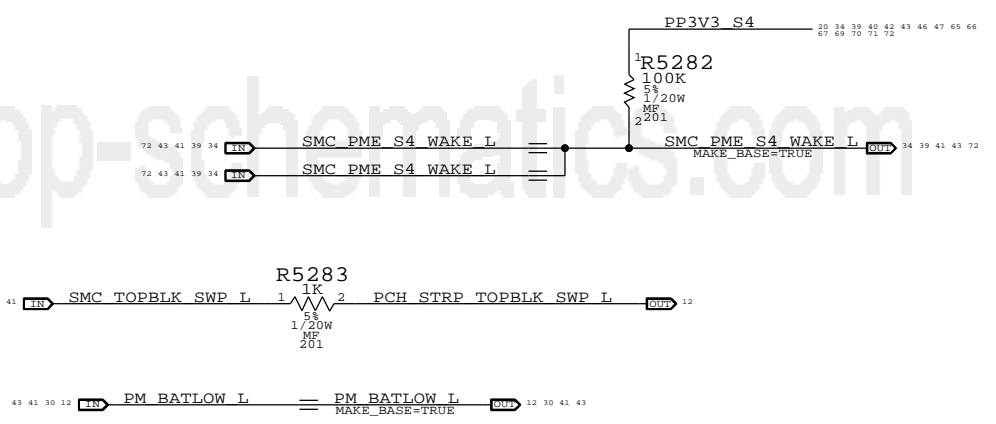 PP3V3_S4
20 34 39 40 42 43 46 47 65 66
67 69 70 71 72
1
R5282
100K
5%
1/20W
MF
2
201
72 43 41 39 34
IN
SMC_PME_S4_WAKE_L
SMC_PME_S4_WAKE_L
MAKE_BASE=TRUE
OUT
34 39 41 43 72
72 43 41 39 34
IN
SMC_PME_S4_WAKE_L
op-schematics.com
R5283
1K
41
IN
SMC_TOPBLK_SWP_L
1
2
PCH_STRP_TOPBLK_SWP_L
OUT
12
5%
1/20W
MF
201
43 41 30 12
IN
PM_BATLOW_L
PM_BATLOW_L
MAKE_BASE=TRUE
OUT
12 30 41 43